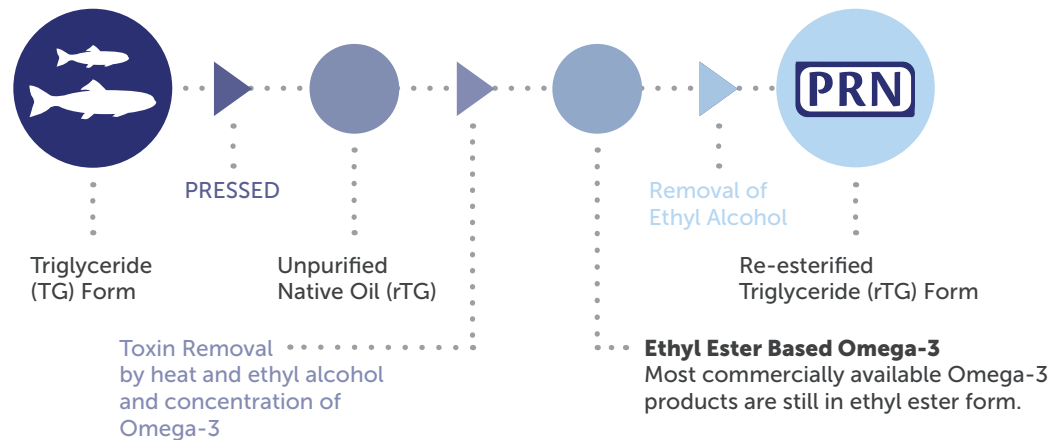 PRN
PRESSED
Removal of
Ethyl Alcohol
Triglyceride
(TG) Form
Unpurified
Native Oil (rTG)
Re-esterified
Triglyceride (rTG) Form
Toxin Removal
by heat and ethyl alcohol
and concentration of
Omega-3
Ethyl Ester Based Omega-3
Most commercially available Omega-3
products are still in ethyl ester form.